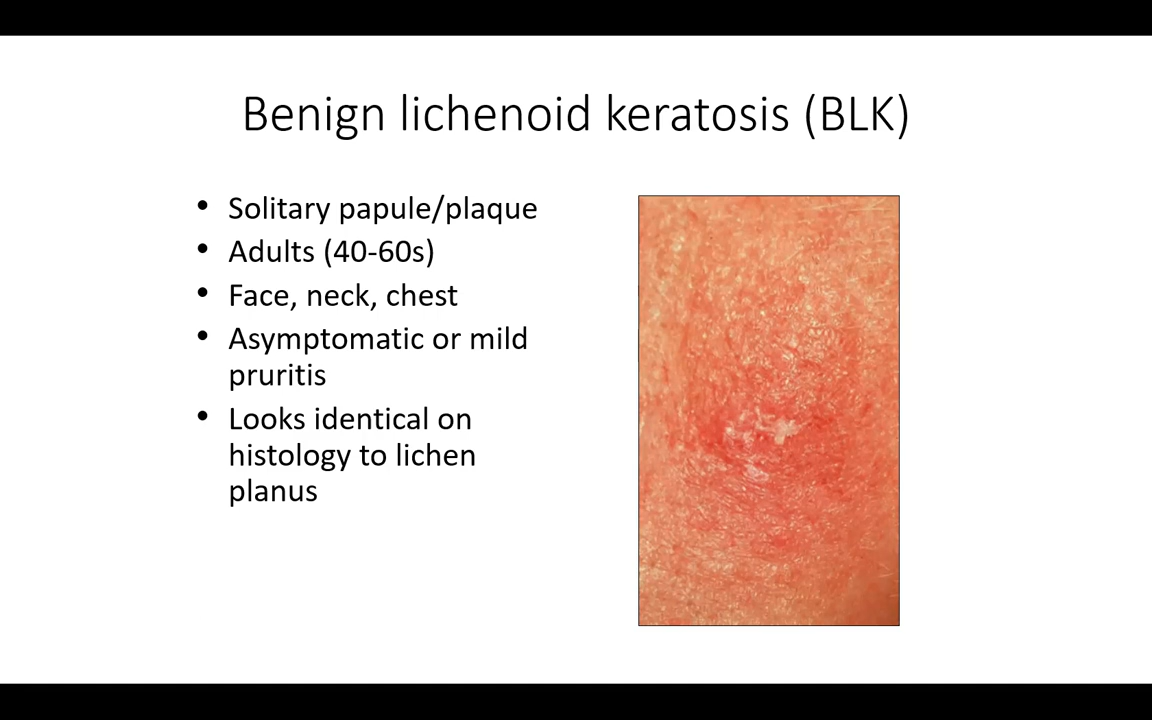 Benign lichenoid keratosis (BLK)
• Solitary papule/plaque
• Adults (40-60s)
• Face, neck, chest
• Asymptomatic or mild
pruritis
• Looks identical on
histology to lichen
planus